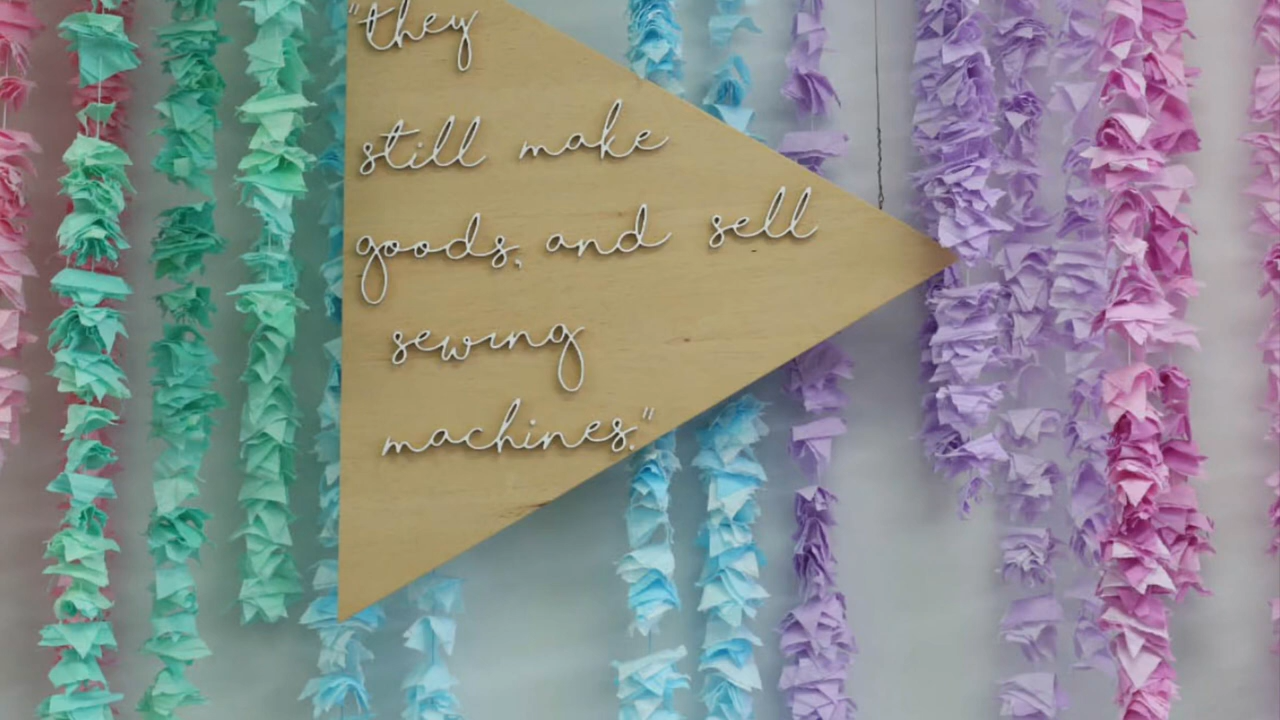 "they
still make
goods, and sell
sewing
machines."